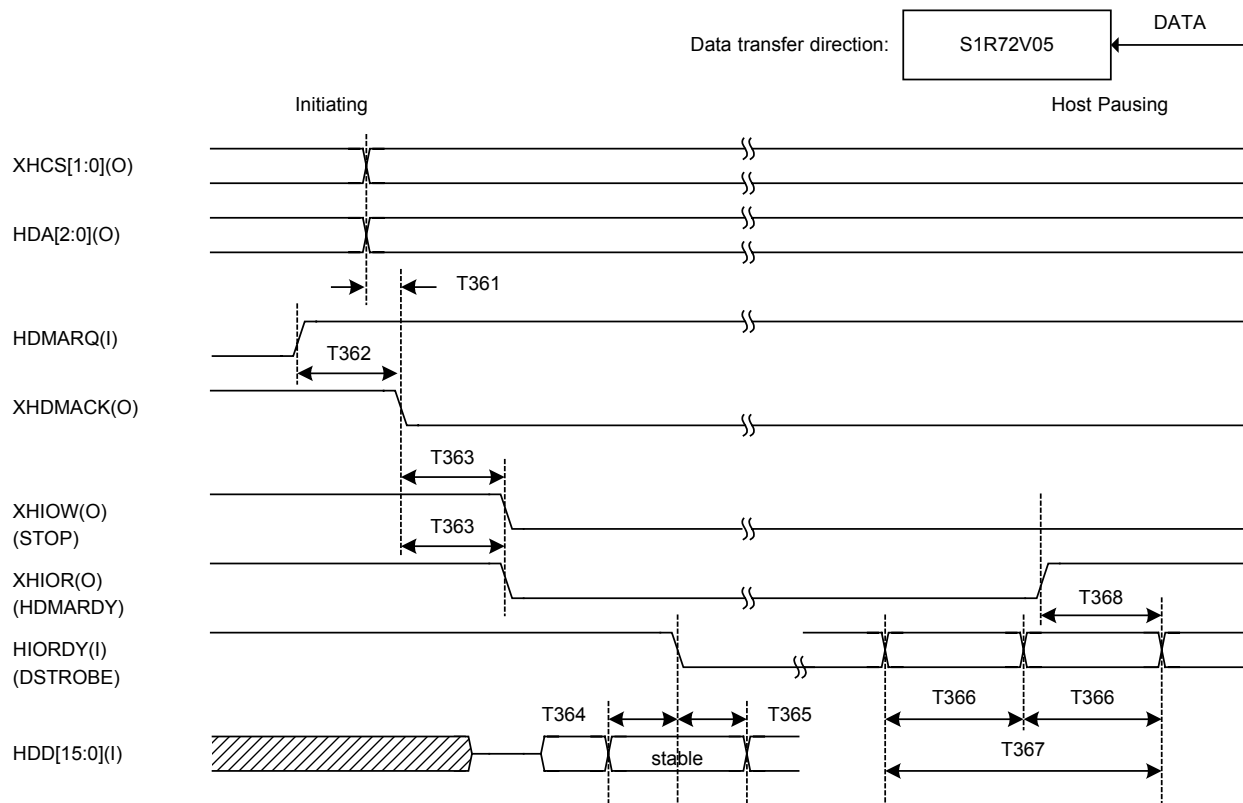 DATA
Data transfer direction:
S1R72V05
Initiating
Host Pausing
XHCS[1:0](O)
HDA[2:0](O)
T361
HDMARQ(I)
T362
XHDMACK(O)
T363
XHIOW(O)
(STOP)
T363
XHIOR(O)
(HDMARDY)
T368
HIORDY(I)
(DSTROBE)
T364
T365
T366
T366
HDD[15:0](I)
stable
T367